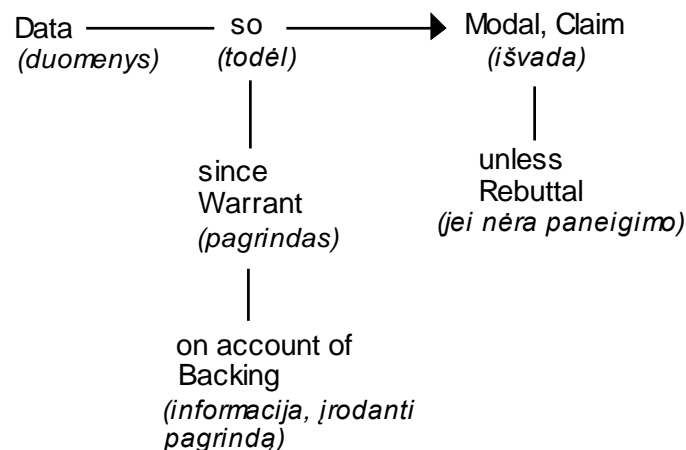 Data so Modal, Claim
(duomenys) (todėl) (išvada)
since
Warrant
(pagrindas)
unless
Rebuttal
(jei nėra paneigimo)
on account of
Backing
(informacija, įrodanti
pagrindą)